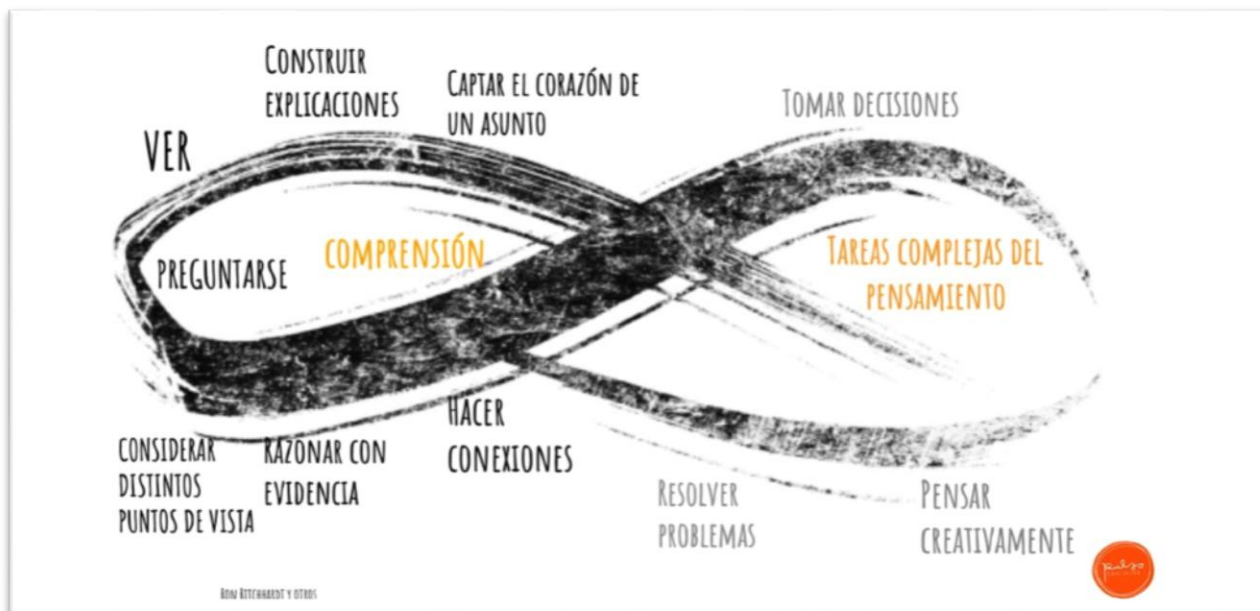 CONSTRUIR
EXPLICACIONES
CAPTAR EL CORAZÓN DE
UN ASUNTO
TOMAR DECISIONES
VER
PREGUNTARSE
COMPRENSIÓN
TAREAS COMPLEJAS DEL
PENSAMIENTO
CONSIDERAR
DISTINTOS
PUNTOS DE VISTA
RAZONAR CON
EVIDENCIA
HACER
CONEXIONES
RESOLVER
PROBLEMAS
PENSAR
CREATIVAMENTE
RON RITCHHARDT Y OTROS